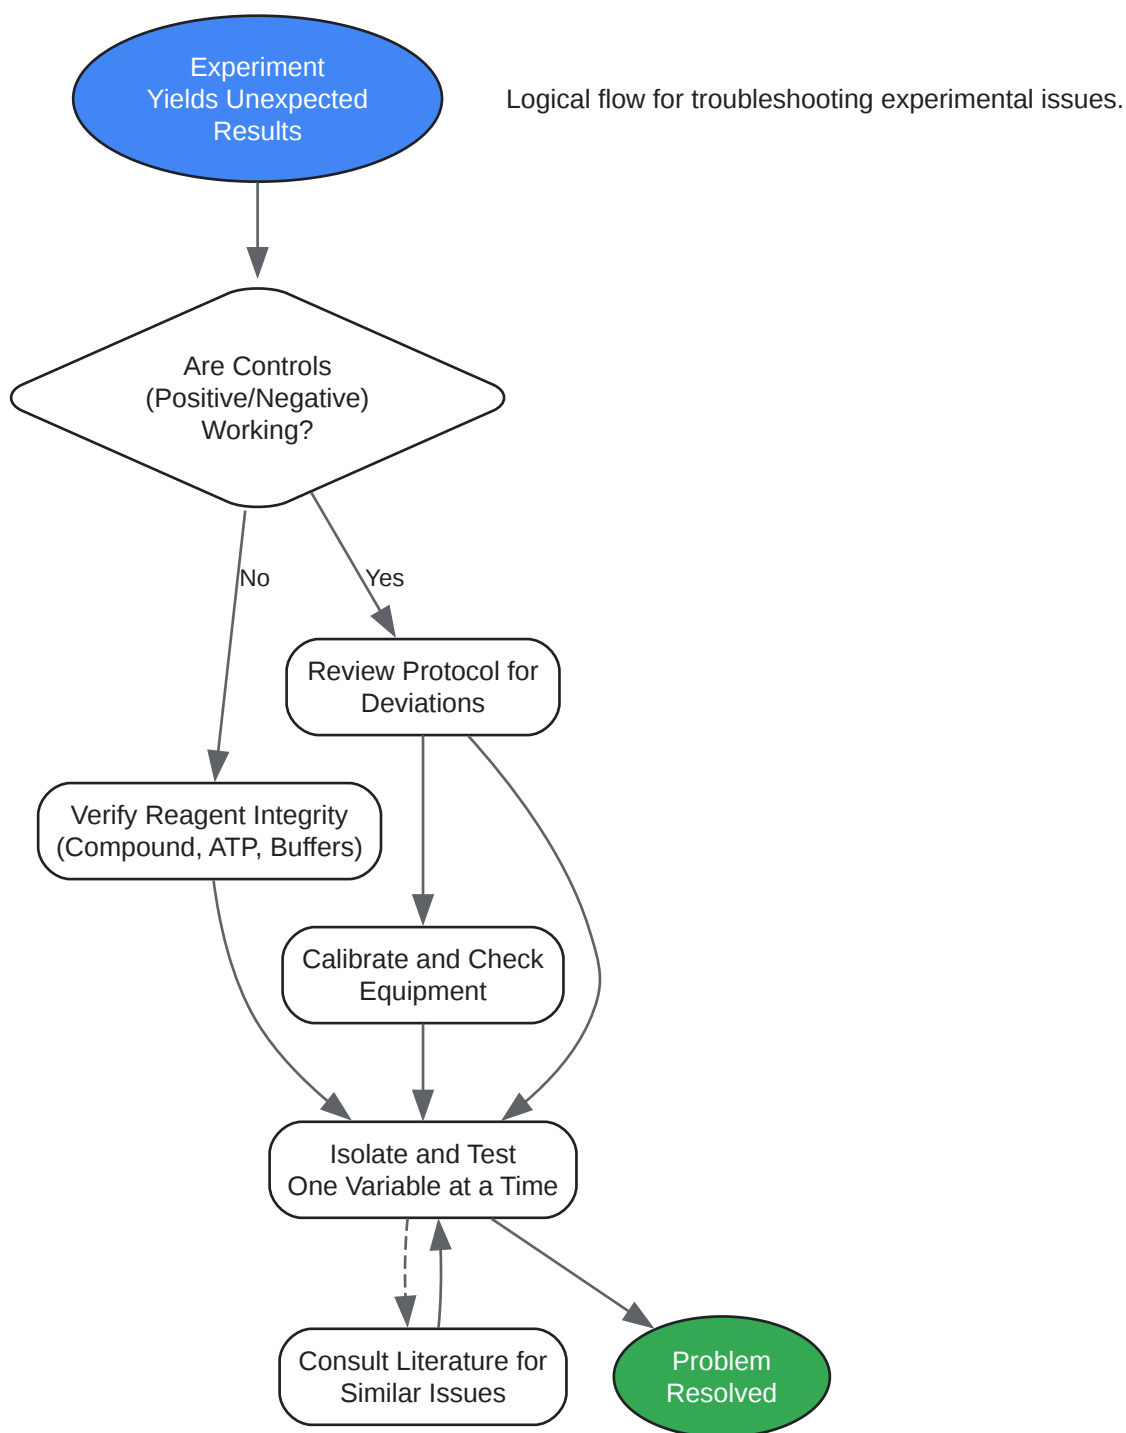 Experiment
Yields Unexpected
Results
Logical flow for troubleshooting experimental issues.
Are Controls
(Positive/Negative)
Working?
No
Yes
Review Protocol for
Deviations
Verify Reagent Integrity
(Compound, ATP, Buffers)
Calibrate and Check
Equipment
Isolate and Test
One Variable at a Time
Consult Literature for
Similar Issues
Problem
Resolved